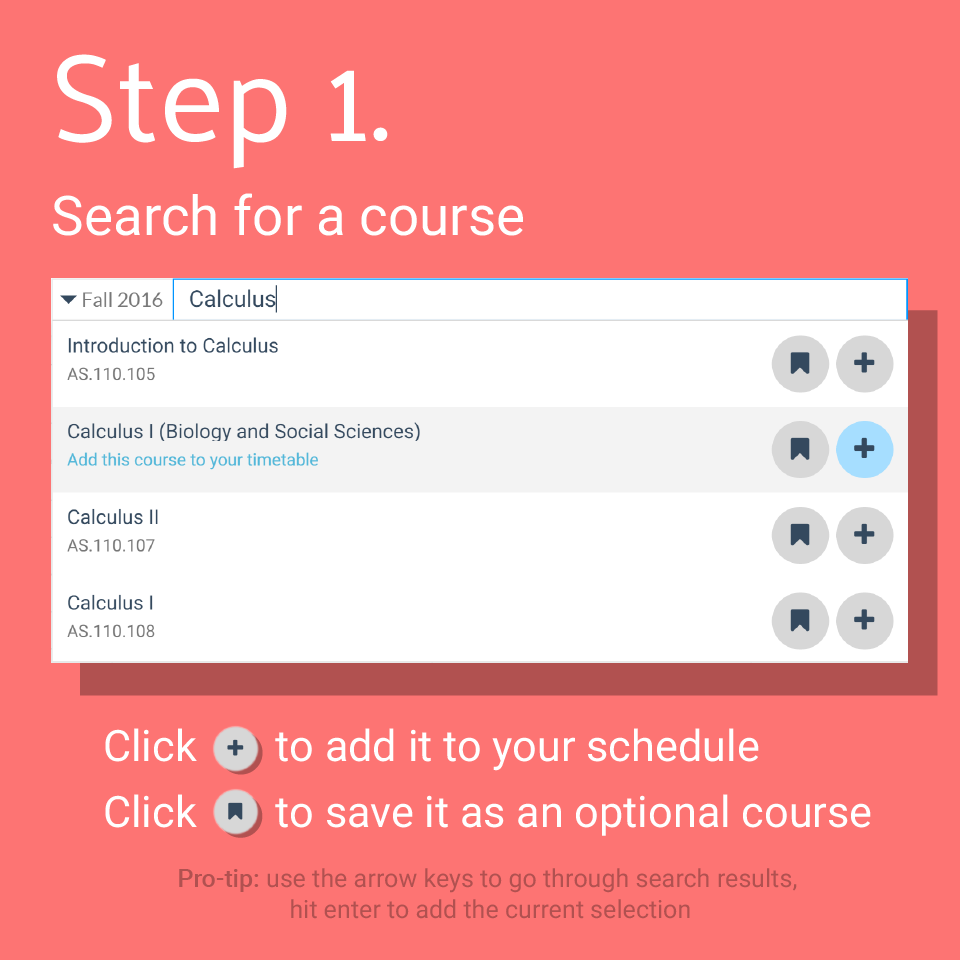 Step 1.
Search for a course
Fall 2016 Calculus
Introduction to Calculus
AS.110.105
Calculus I (Biology and Social Sciences)
Add this course to your timetable
Calculus II
AS.110.107
Calculus I
AS.110.108
Click + to add it to your schedule
Click to save it as an optional course
Pro-tip: use the arrow keys to go through search results,
hit enter to add the current selection